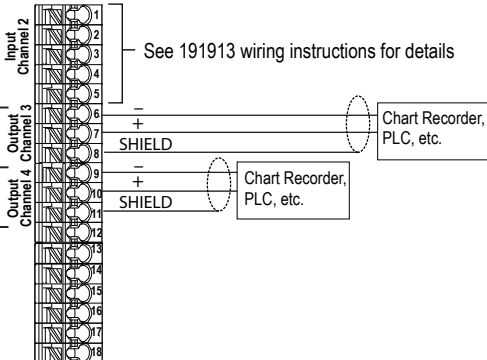 Input
Channel 2
1
2
3
4
5
See 191913 wiring instructions for details
Output
Channel 3
6
7
8
–
+
SHIELD
Chart Recorder,
PLC, etc.
Output
Channel 4
9
10
11
–
+
SHIELD
Chart Recorder,
PLC, etc.
12
13
14
15
16
17
18